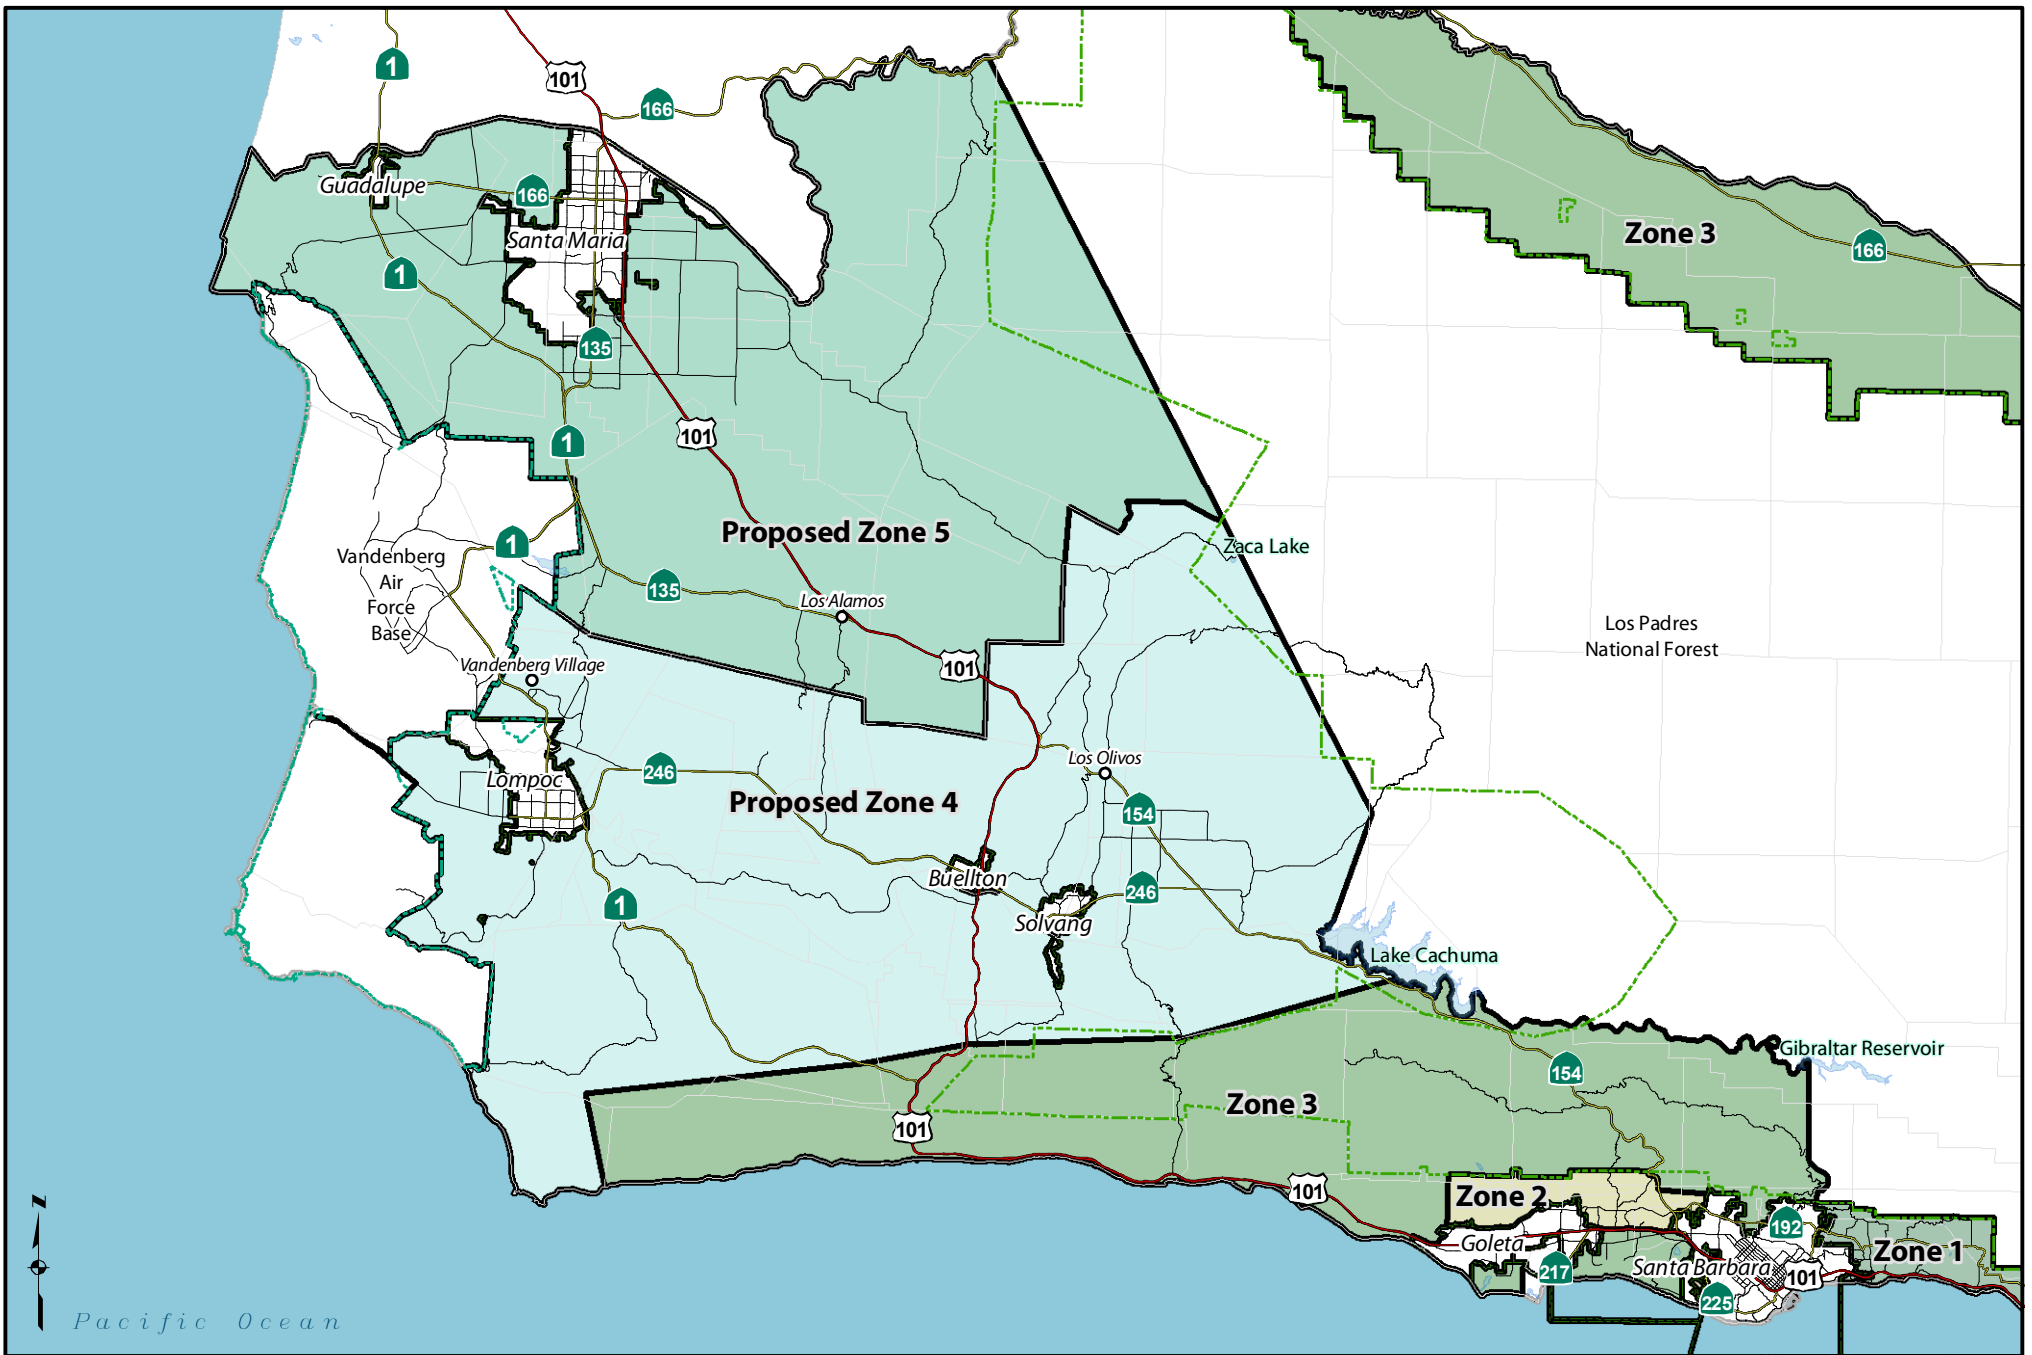 1
101
166
Guadalupe
166
Santa Maria
Zone 3
166
1
135
1
101
Proposed Zone 5
1
Vandenberg
Air
Force
Base
Zaca Lake
135
Los Alamos
Los Padres
National Forest
101
Vandenberg Village
Los Olivos
246
Lompoc
Proposed Zone 4
154
Buellton
246
1
Solvang
Lake Cachuma
Gibraltar Reservoir
154
Zone 3
101
101
Zone 2
192
Goleta
Zone 1
217
Santa Barbara
101
225
N
Pacific Ocean